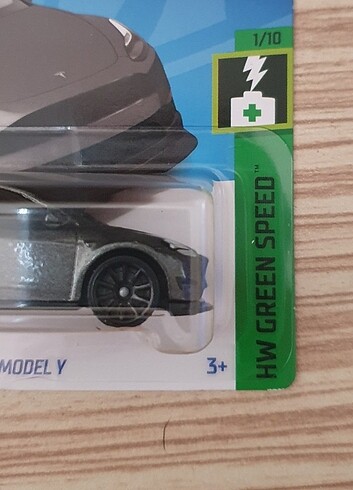 1/10
HW GREEN SPEED™
MODEL Y
3+